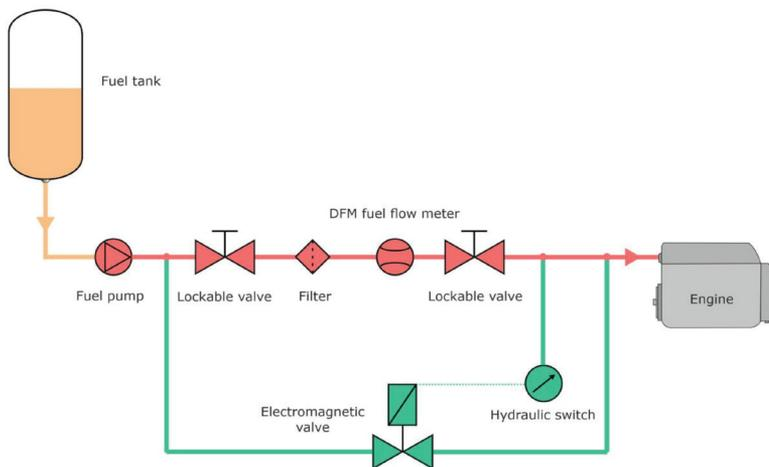 Fuel tank
DFM fuel flow meter
Fuel pump
Lockable valve
Filter
Lockable valve
Engine
Electromagnetic
valve
Hydraulic switch